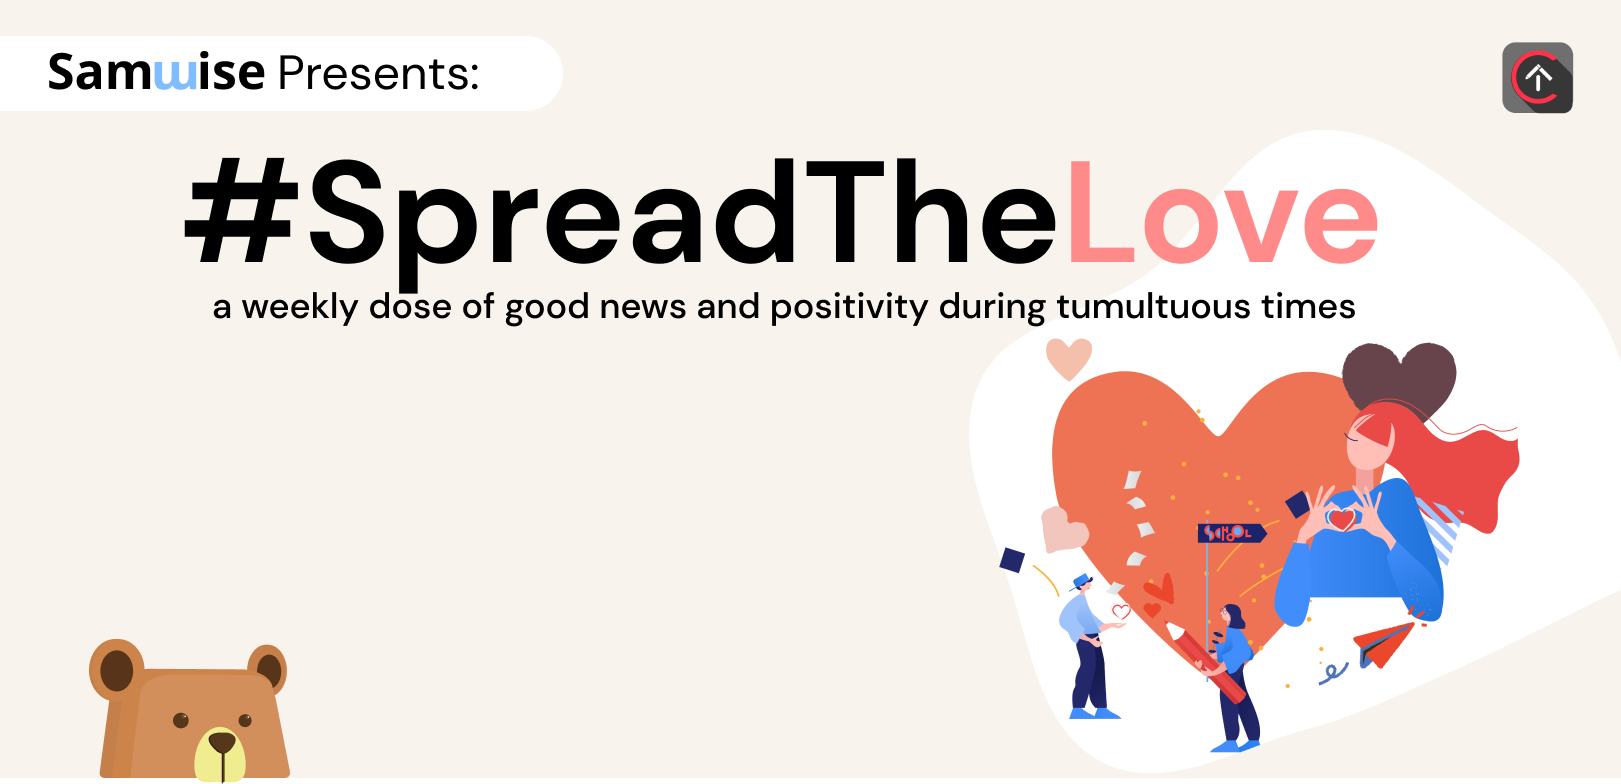 Samwise Presents:
#SpreadTheLove
a weekly dose of good news and positivity during tumultuous times
SCHOOL